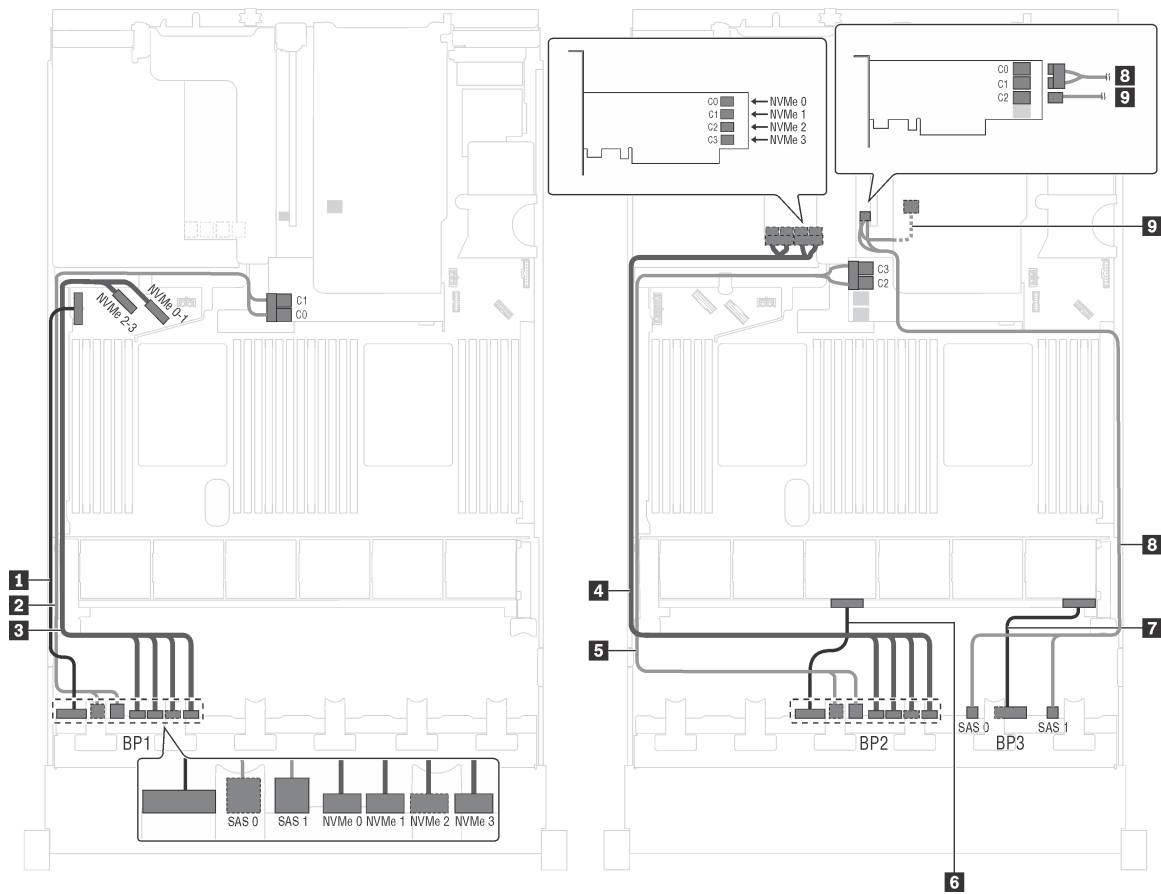 C0 NVMe 0
C1 NVMe 1
C2 NVMe 2
C3 NVMe 3
C0
C1
C2
8
9
9
NVMe 2-3
NVMe 0-1
C1
C0
C3
C2
1
2
3
4
5
8
7
6
BP1
SAS 0
SAS 1
NVMe 0
NVMe 1
NVMe 2
NVMe 3
BP2
SAS 0
BP3
SAS 1